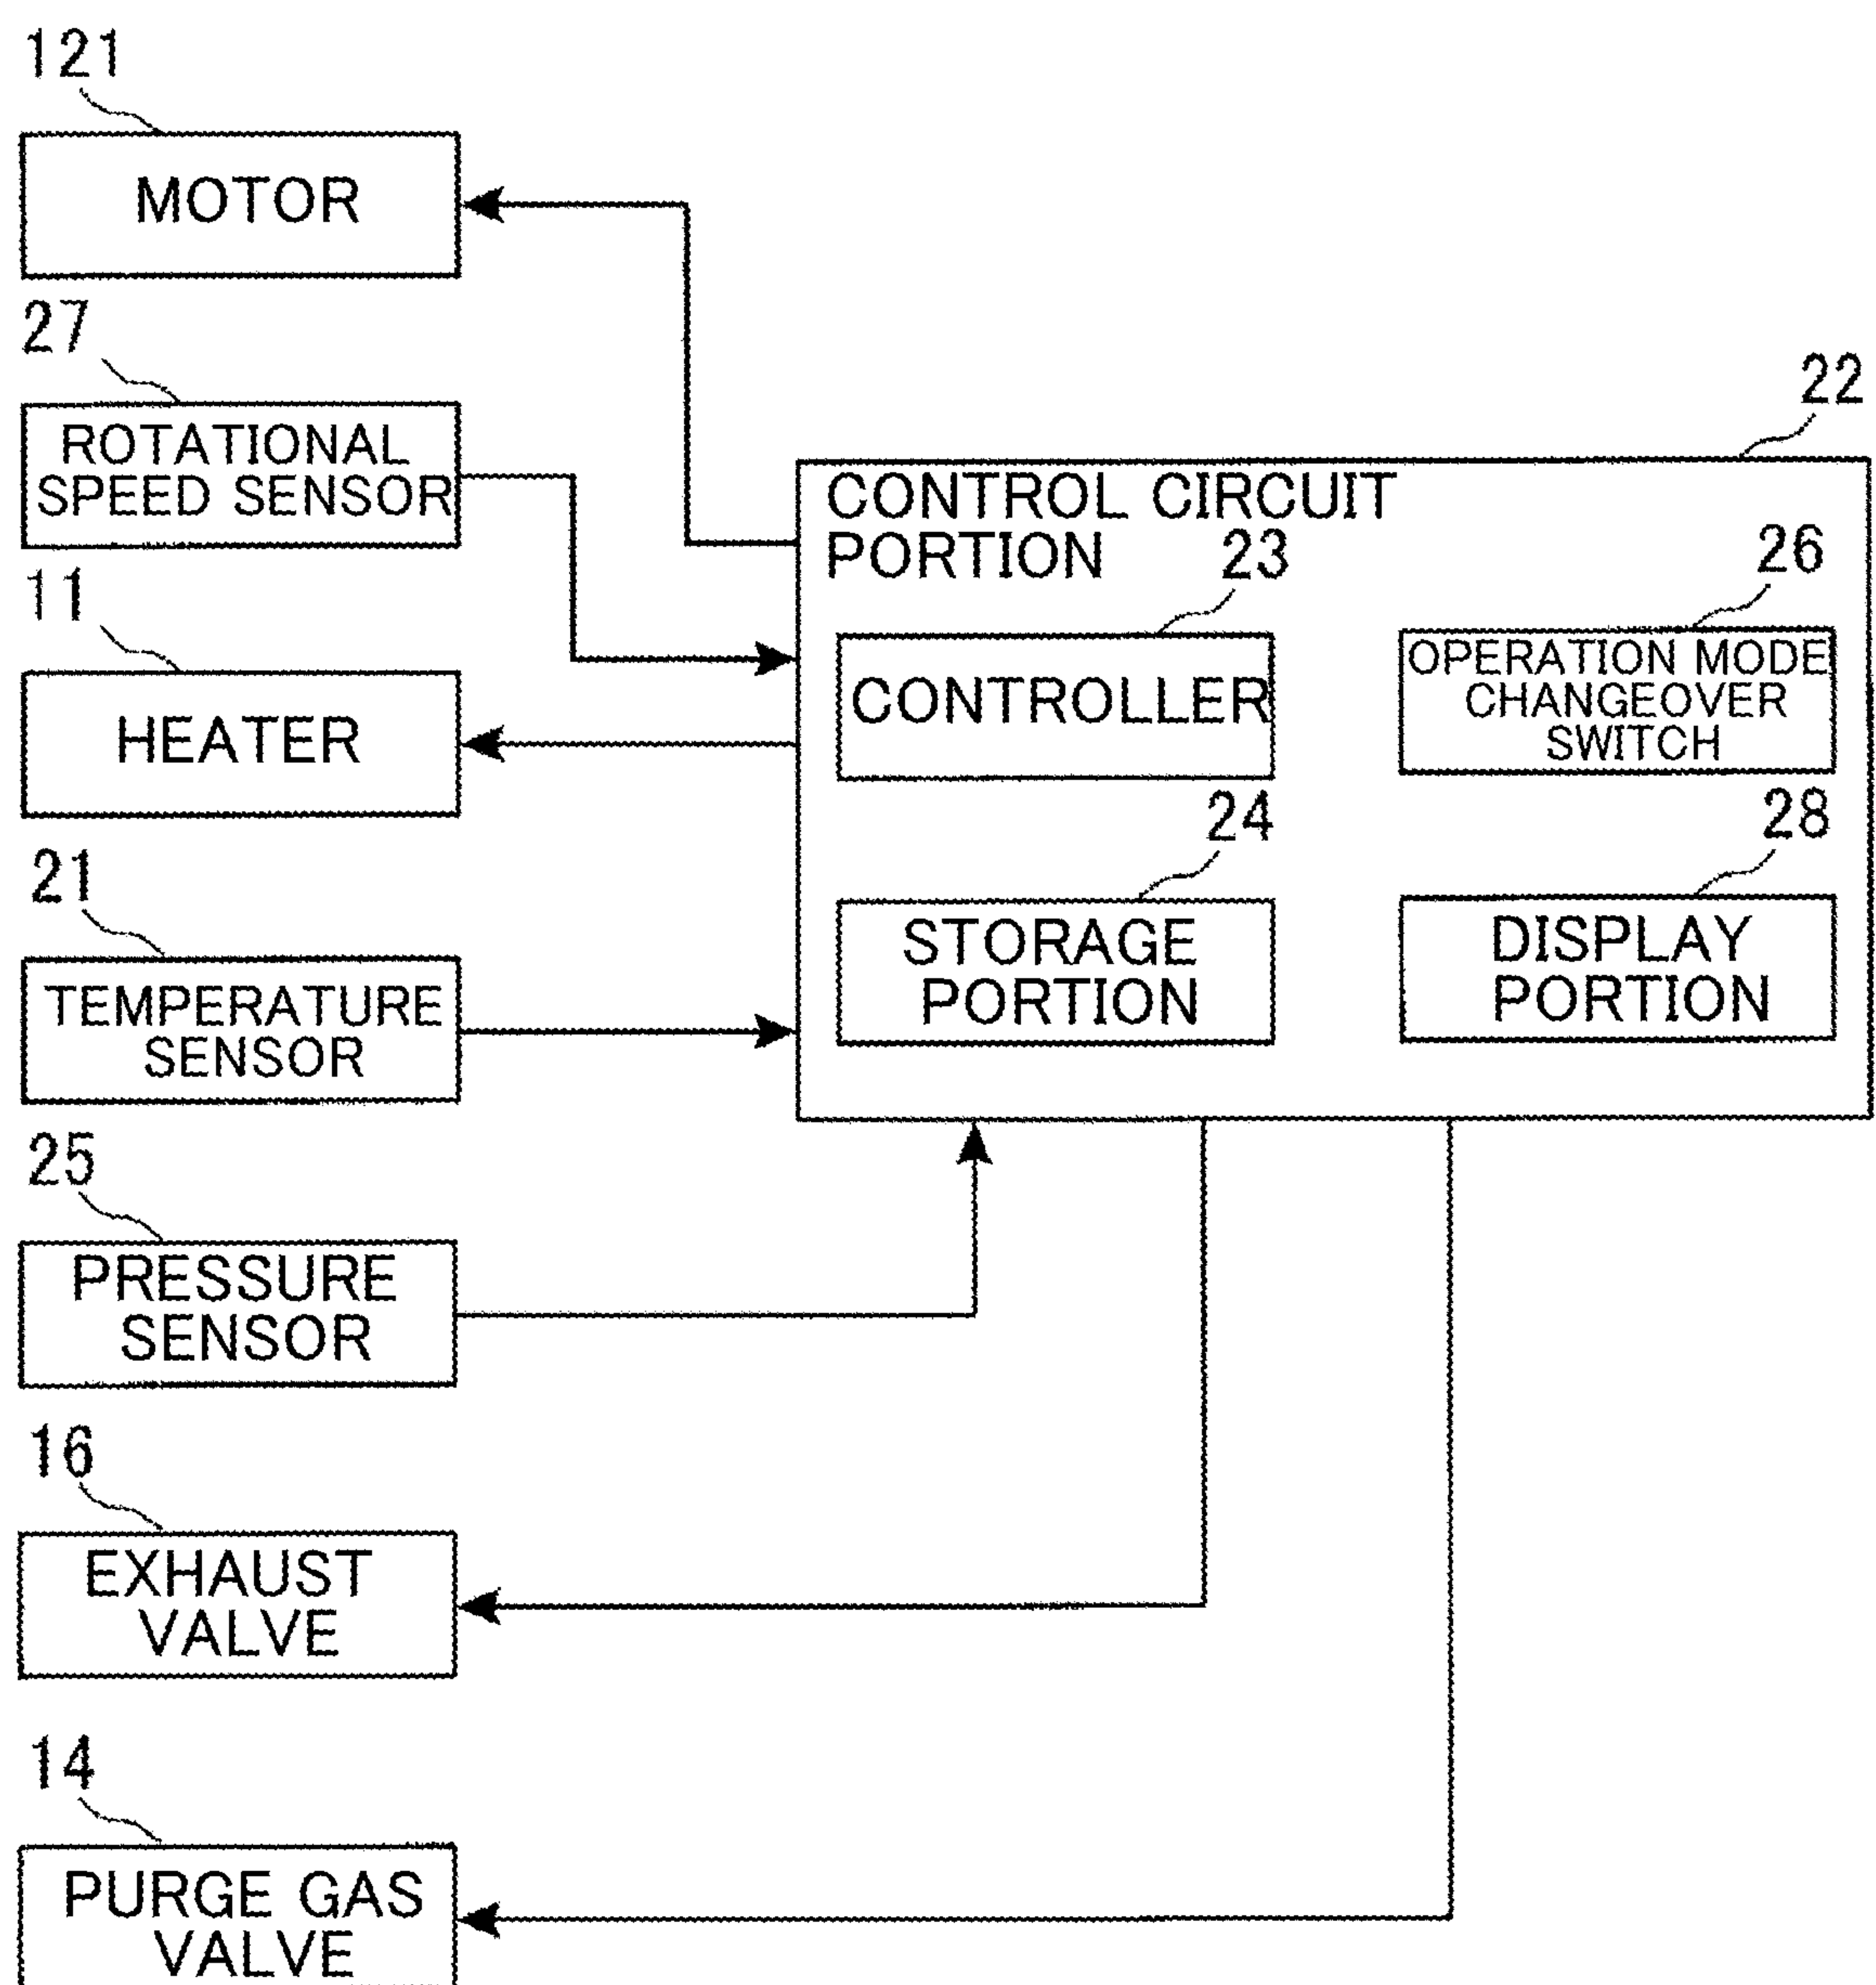 121
MOTOR
27
ROTATIONAL
SPEED SENSOR
11
HEATER
21
TEMPERATURE
SENSOR
25
PRESSURE
SENSOR
16
EXHAUST
VALVE
14
PURGE GAS
VALVE
22
CONTROL CIRCUIT
PORTION
23
CONTROLLER
26
OPERATION MODE
CHANGEOVER
SWITCH
24
STORAGE
PORTION
28
DISPLAY
PORTION